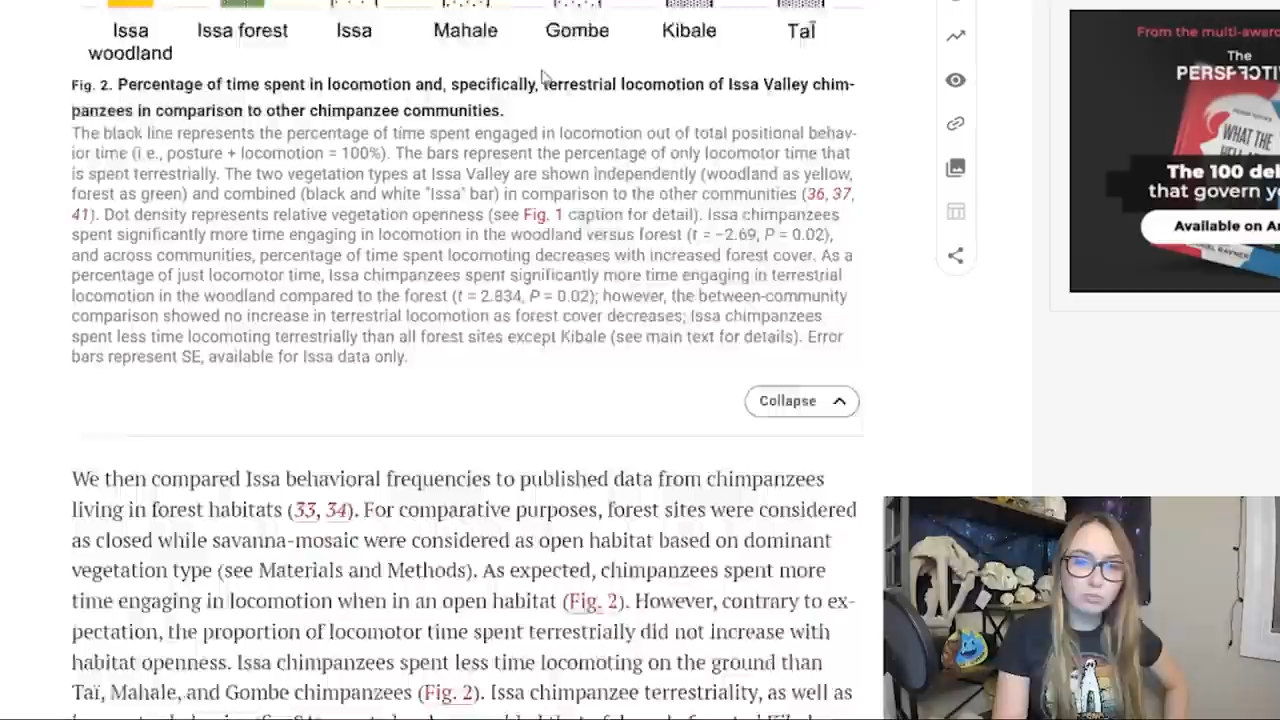 Issa woodland
Issa forest
Issa
Mahale
Gombe
Kibale
Taï
Fig. 2. Percentage of time spent in locomotion and, specifically, terrestrial locomotion of Issa Valley chim-
panzees in comparison to other chimpanzee communities.
The black line represents the percentage of time spent engaged in locomotion out of total positional behav-
ior time (i.e., posture + locomotion = 100%). The bars represent the percentage of only locomotor time that
is spent terrestrially. The two vegetation types at Issa Valley are shown independently (woodland as yellow,
forest as green) and combined (black and white "Issa" bar) in comparison to the other communities (36, 37,
41). Dot density represents relative vegetation openness (see Fig. 1 caption for detail). Issa chimpanzees
spent significantly more time engaging in locomotion in the woodland versus forest (t = −2.69, P = 0.02),
and across communities, percentage of time spent locomoting decreases with increased forest cover. As a
percentage of just locomotor time, Issa chimpanzees spent significantly more time engaging in terrestrial
locomotion in the woodland compared to the forest (t = 2.834, P = 0.02); however, the between-community
comparison showed no increase in terrestrial locomotion as forest cover decreases; Issa chimpanzees
spent less time locomoting terrestrially than all forest sites except Kibale (see main text for details). Error
bars represent SE, available for Issa data only.
Collapse
We then compared Issa behavioral frequencies to published data from chimpanzees
living in forest habitats (33, 34). For comparative purposes, forest sites were considered
as closed while savanna-mosaic were considered as open habitat based on dominant
vegetation type (see Materials and Methods). As expected, chimpanzees spent more
time engaging in locomotion when in an open habitat (Fig. 2). However, contrary to ex-
pectation, the proportion of locomotor time spent terrestrially did not increase with
habitat openness. Issa chimpanzees spent less time locomoting on the ground than
Taï, Mahale, and Gombe chimpanzees (Fig. 2). Issa chimpanzee terrestriality, as well as
From the multi-awar
The
WHAT THE
The 100 del
that govern y
Available on A